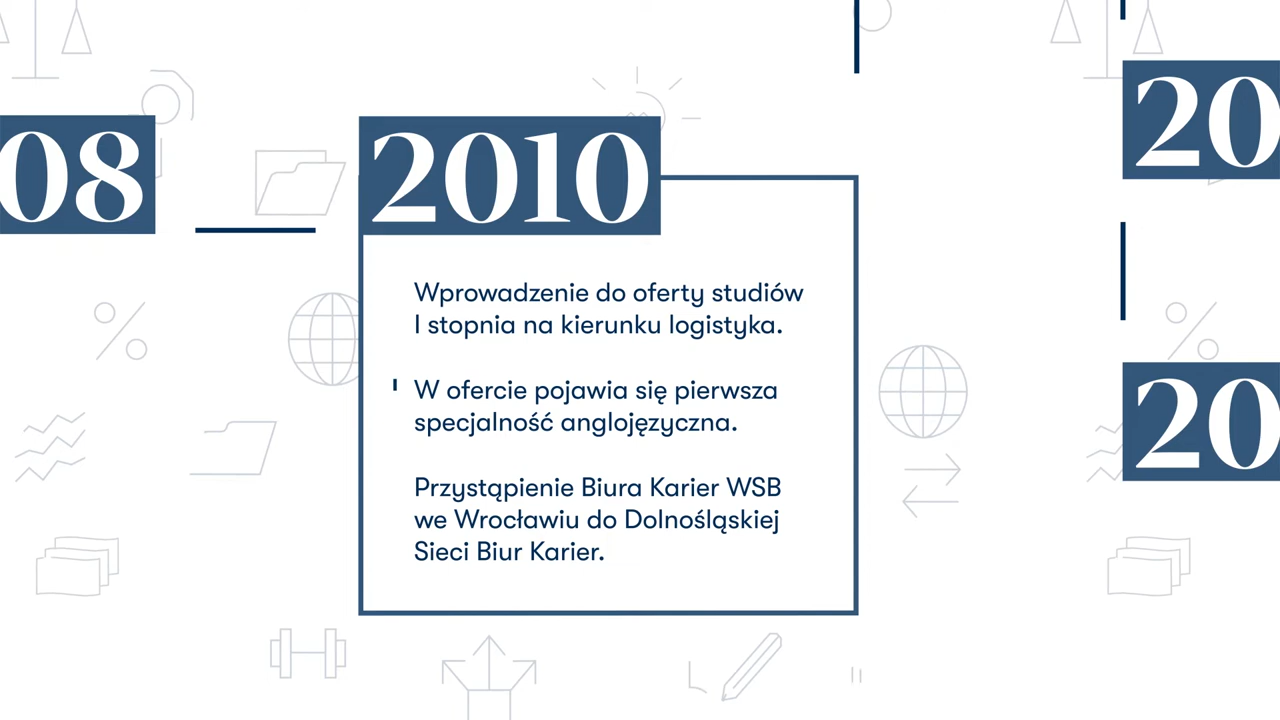 08
2010
Wprowadzenie do oferty studiów
I stopnia na kierunku logistyka.
W ofercie pojawia się pierwsza
specjalność anglojęzyczna.
Przystąpienie Biura Karier WSB
we Wrocławiu do Dolnośląskiej
Sieci Biur Karier.
20
20